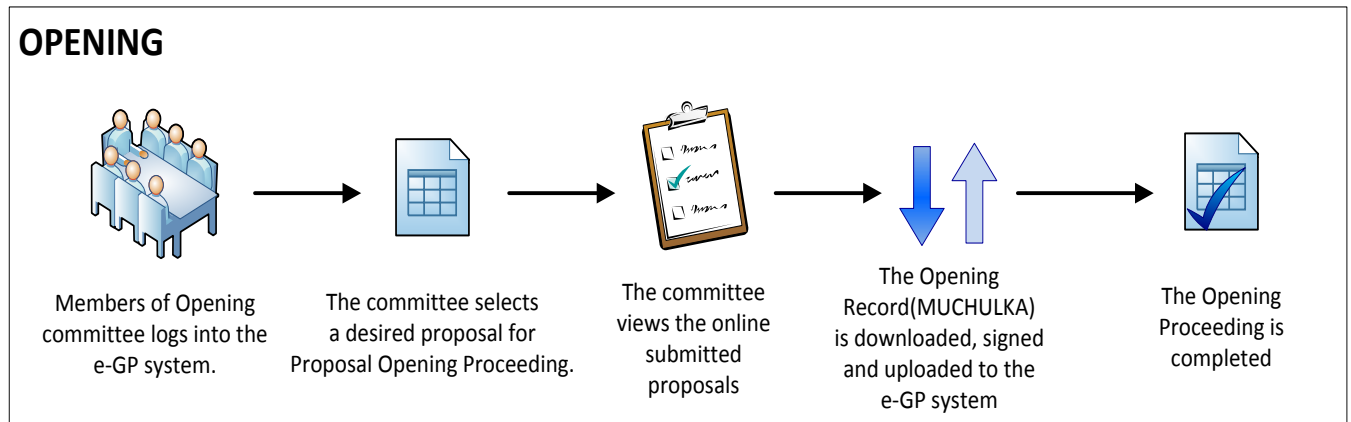 OPENING
Members of Opening
committee logs into the
e-GP system.
The committee selects
a desired proposal for
Proposal Opening Proceeding.
The committee
views the online
submitted
proposals
The Opening
Record(MUCHULKA)
is downloaded, signed
and uploaded to the
e-GP system
The Opening
Proceeding is
completed